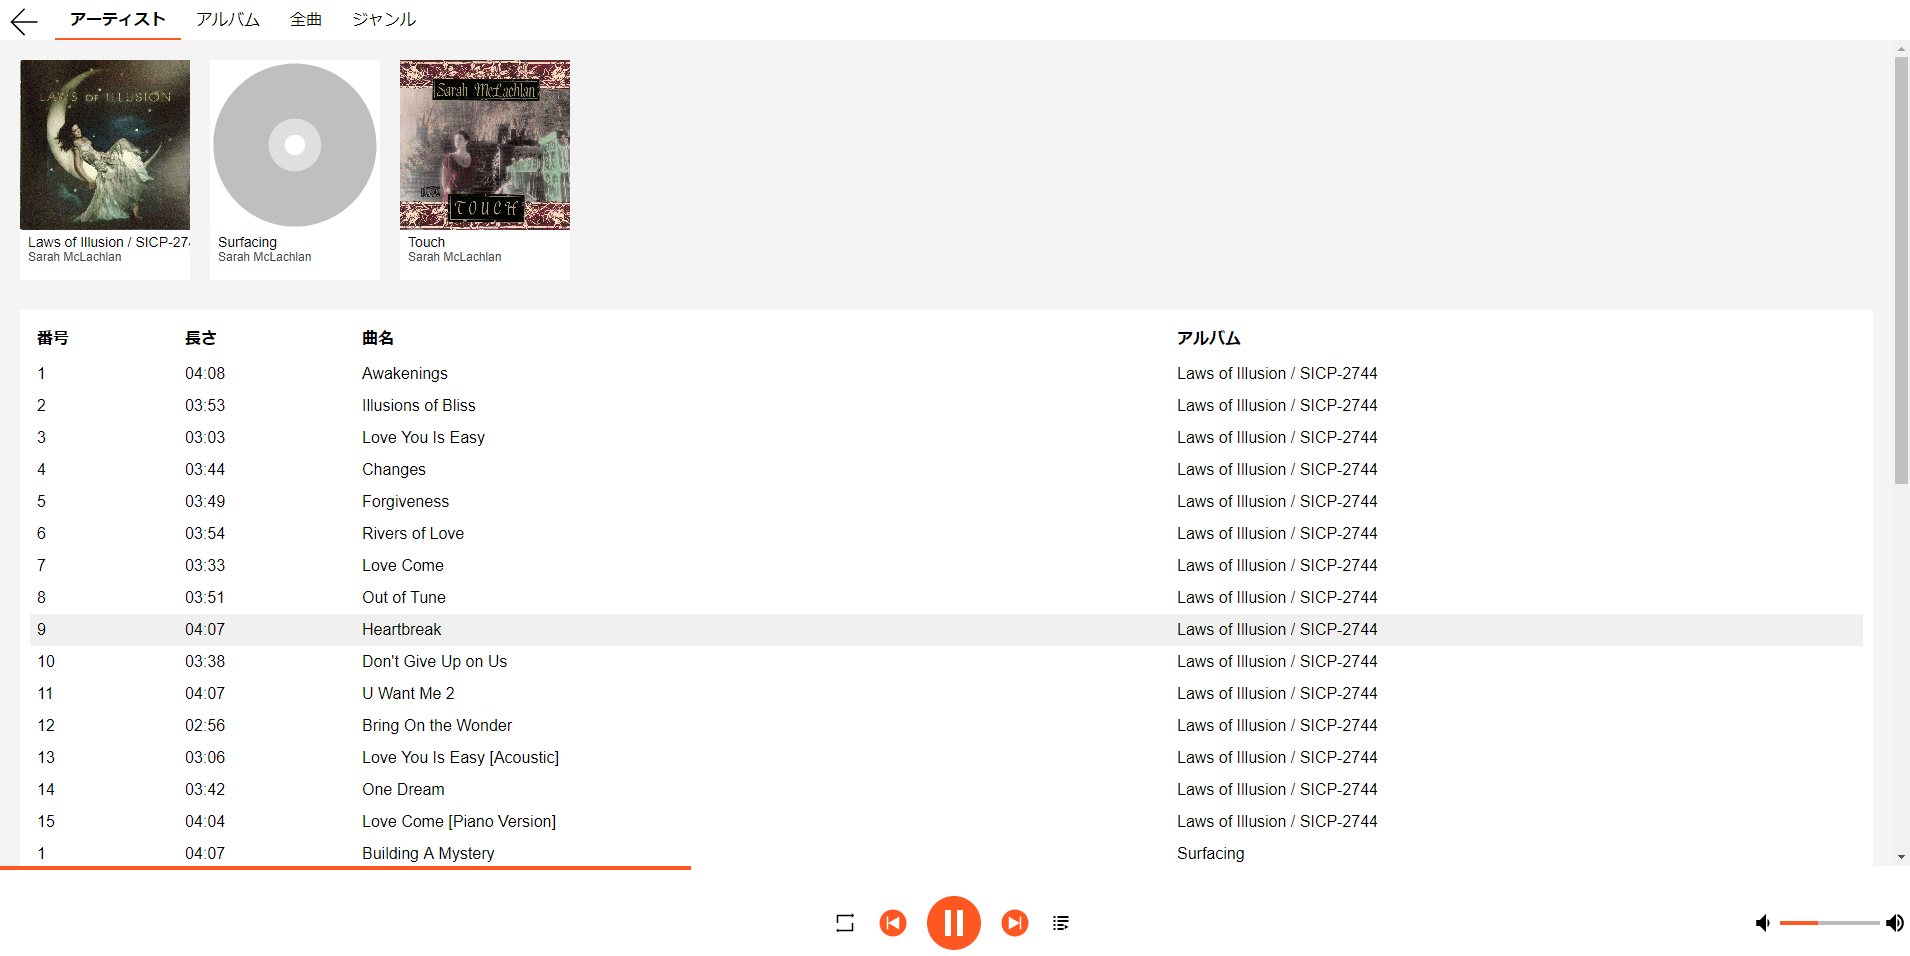 アーティスト アルバム 全曲 ジャンル
LAWS OF ILLUSION
Sarah McLachlan
TOUCH
Laws of Illusion / SICP-274
Sarah McLachlan
Surfacing
Sarah McLachlan
Touch
Sarah McLachlan
番号 長さ 曲名 アルバム
1 04:08 Awakenings Laws of Illusion / SICP-2744
2 03:53 Illusions of Bliss Laws of Illusion / SICP-2744
3 03:03 Love You Is Easy Laws of Illusion / SICP-2744
4 03:44 Changes Laws of Illusion / SICP-2744
5 03:49 Forgiveness Laws of Illusion / SICP-2744
6 03:54 Rivers of Love Laws of Illusion / SICP-2744
7 03:33 Love Come Laws of Illusion / SICP-2744
8 03:51 Out of Tune Laws of Illusion / SICP-2744
9 04:07 Heartbreak Laws of Illusion / SICP-2744
10 03:38 Don't Give Up on Us Laws of Illusion / SICP-2744
11 04:07 U Want Me 2 Laws of Illusion / SICP-2744
12 02:56 Bring On the Wonder Laws of Illusion / SICP-2744
13 03:06 Love You Is Easy [Acoustic] Laws of Illusion / SICP-2744
14 03:42 One Dream Laws of Illusion / SICP-2744
15 04:04 Love Come [Piano Version] Laws of Illusion / SICP-2744
1 04:07 Building A Mystery Surfacing